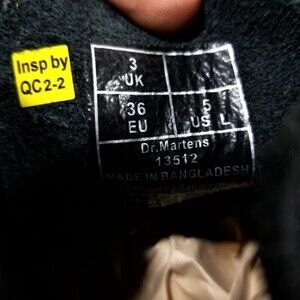 Insp by
QC2-2
3
UK
36
EU
5
US L
Dr.Martens
13512
MADE IN BANGLADESH